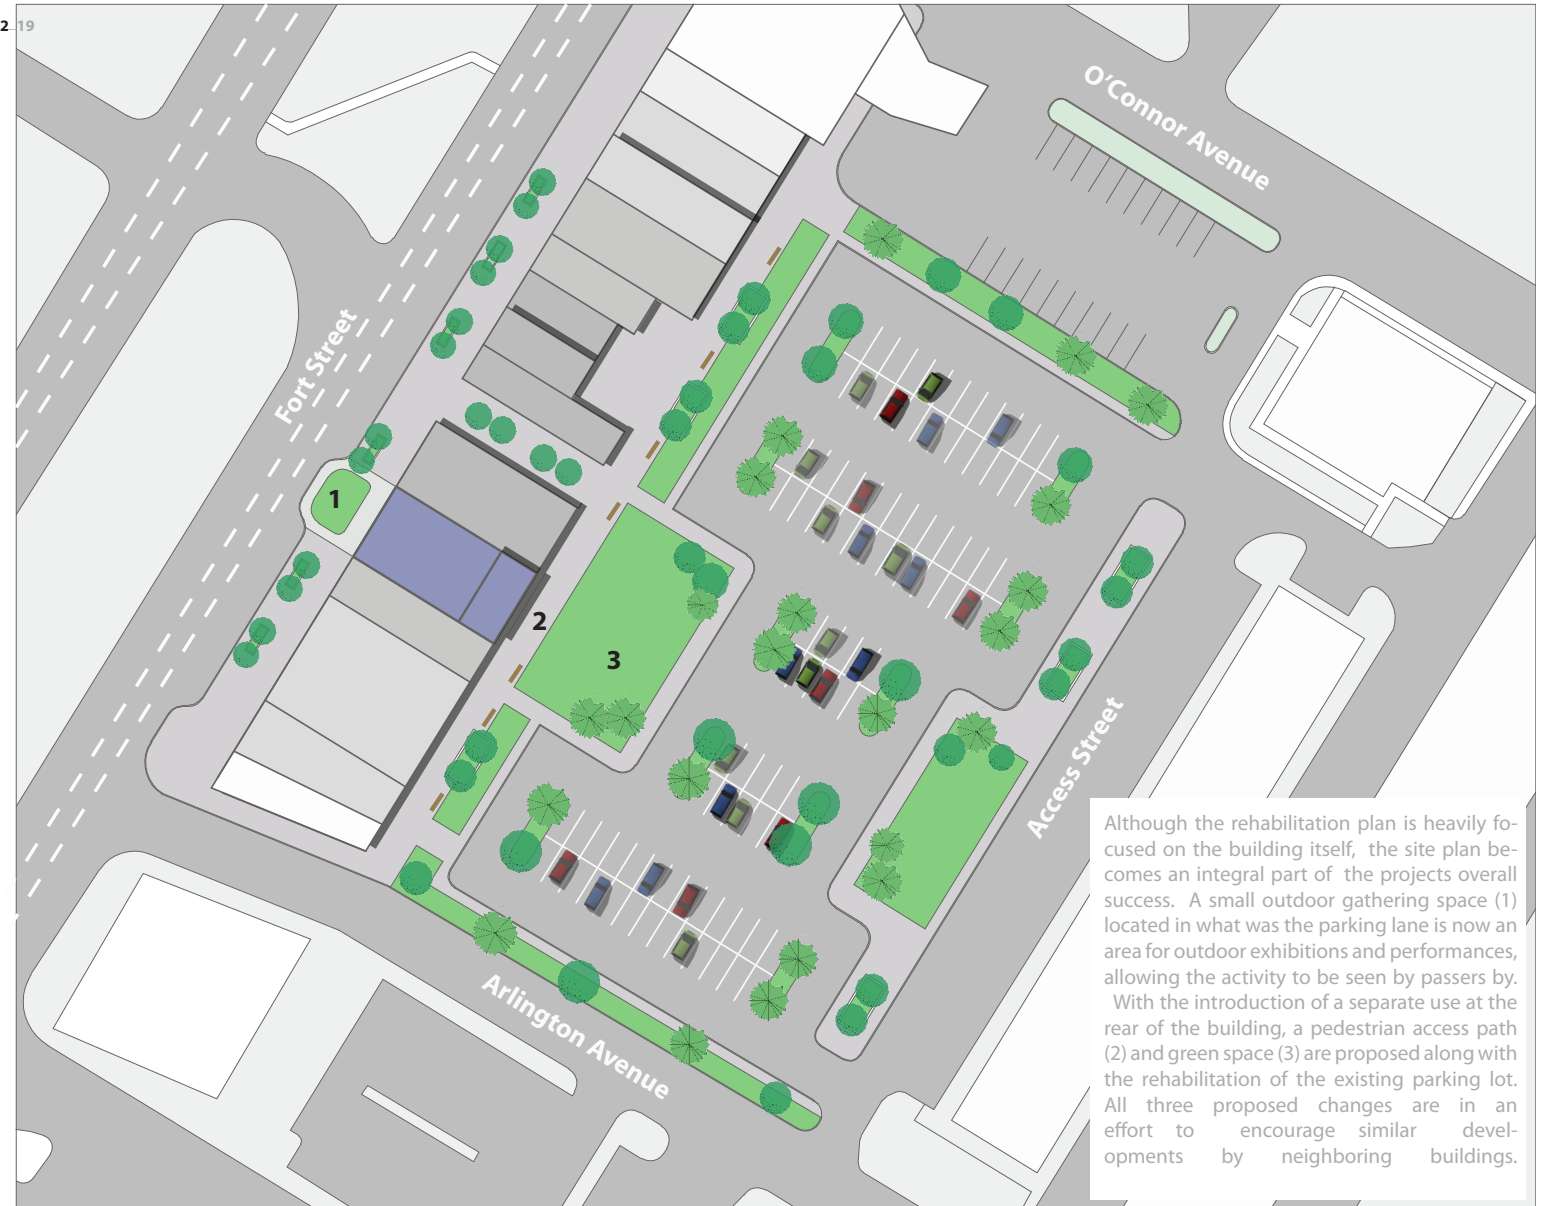 2_19
O'Connor Avenue
Fort Street
1
2
3
Access Street
Arlington Avenue
Although the rehabilitation plan is heavily fo-
cused on the building itself, the site plan be-
comes an integral part of the projects overall
success. A small outdoor gathering space (1)
located in what was the parking lane is now an
area for outdoor exhibitions and performances,
allowing the activity to be seen by passers by.
With the introduction of a separate use at the
rear of the building, a pedestrian access path
(2) and green space (3) are proposed along with
the rehabilitation of the existing parking lot.
All three proposed changes are in an
effort to encourage similar devel-
opments by neighboring buildings.